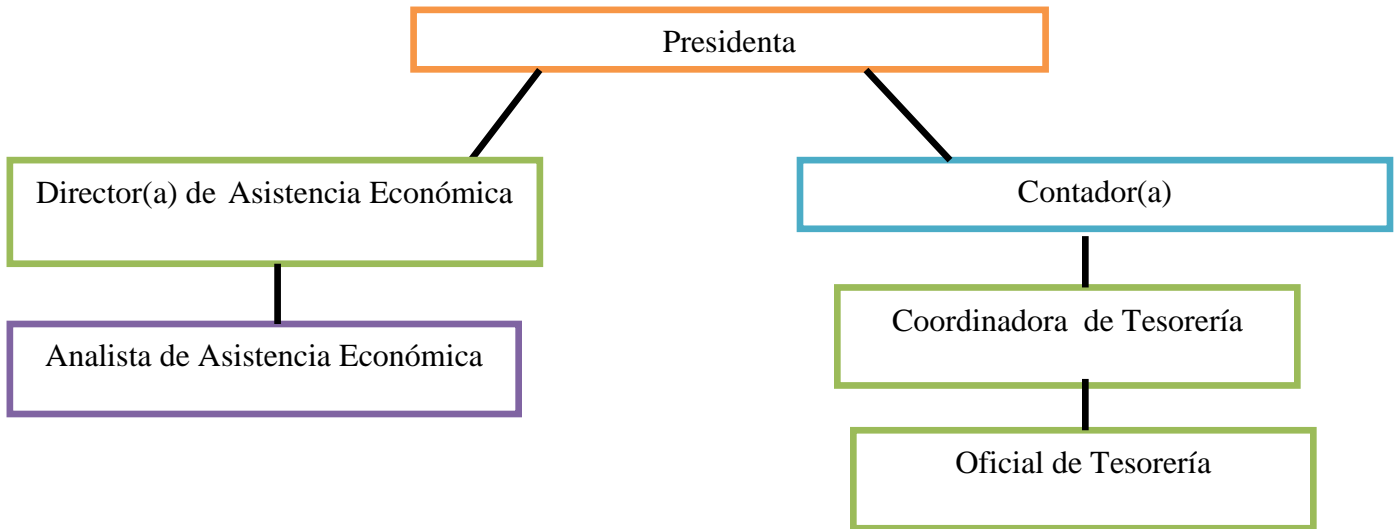 Presidenta
Director(a) de Asistencia Económica
Contador(a)
Analista de Asistencia Económica
Coordinadora de Tesorería
Oficial de Tesorería